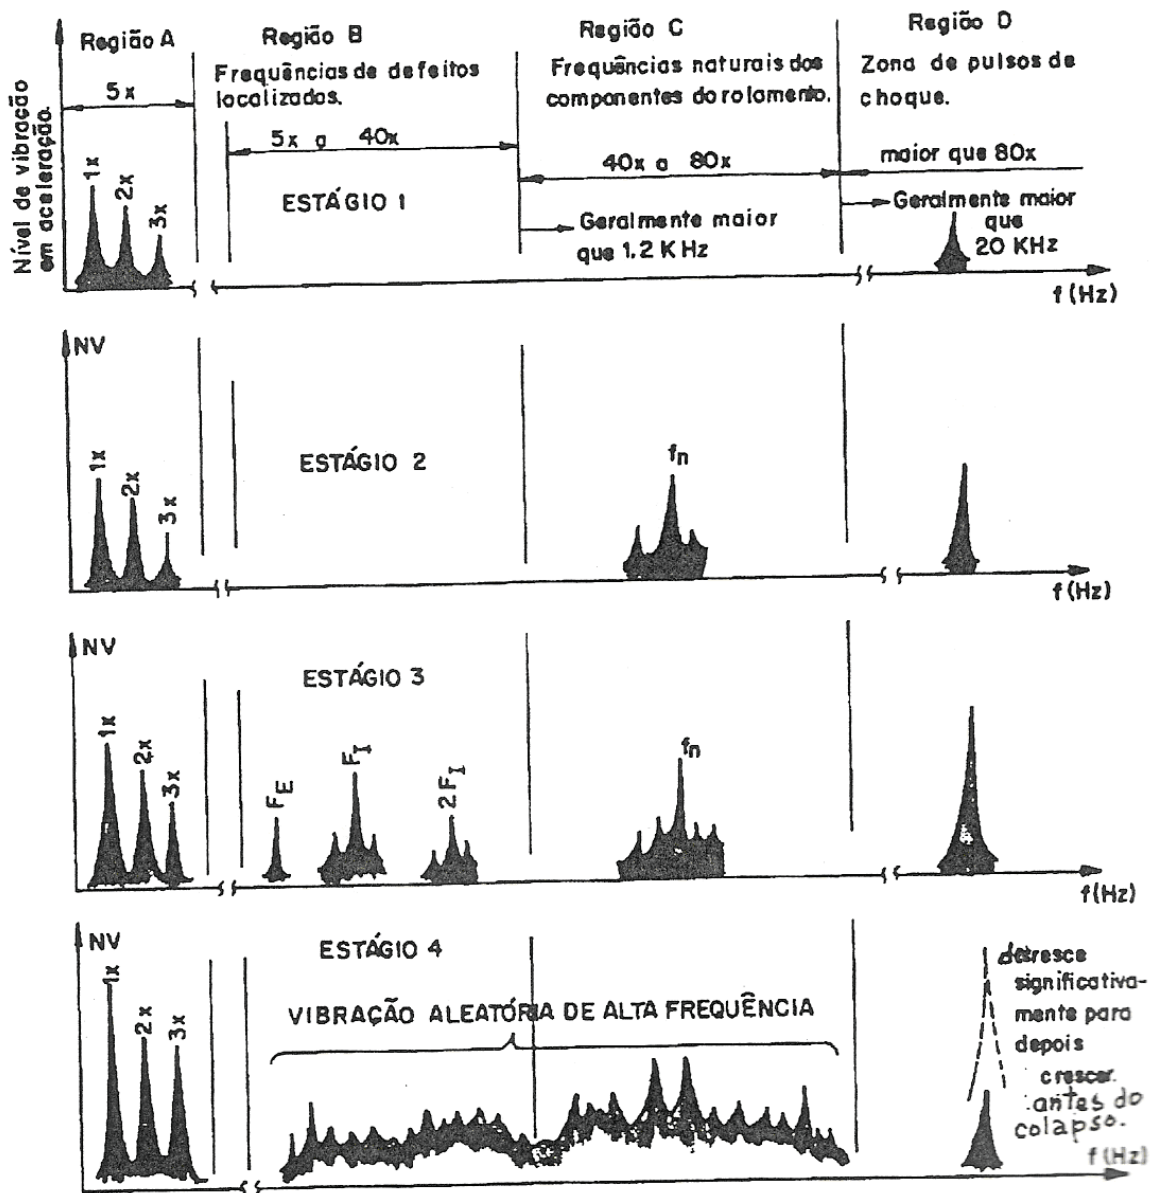 Nível de vibração
em aceleração.
Região A
5x
1x
2x
3x
Região B
Frequências de defeitos
localizados.
5x a 40x
ESTÁGIO 1
Região C
Frequências naturais dos
componentes do rolamento.
40x a 80x
Geralmente maior
que 1.2 KHz
Região D
Zona de pulsos de
choque.
maior que 80x
Geralmente maior
que
20 KHz
f (Hz)
NV
1x
2x
3x
ESTÁGIO 2
fn
f (Hz)
NV
1x
2x
3x
ESTÁGIO 3
FE
FI
2FI
fn
f(Hz)
NV
1x
2x
3x
ESTÁGIO 4
VIBRAÇÃO ALEATÓRIA DE ALTA FREQUÊNCIA
significativa-
mente para
depois
crescer.
antes do
colapso.
f (Hz)